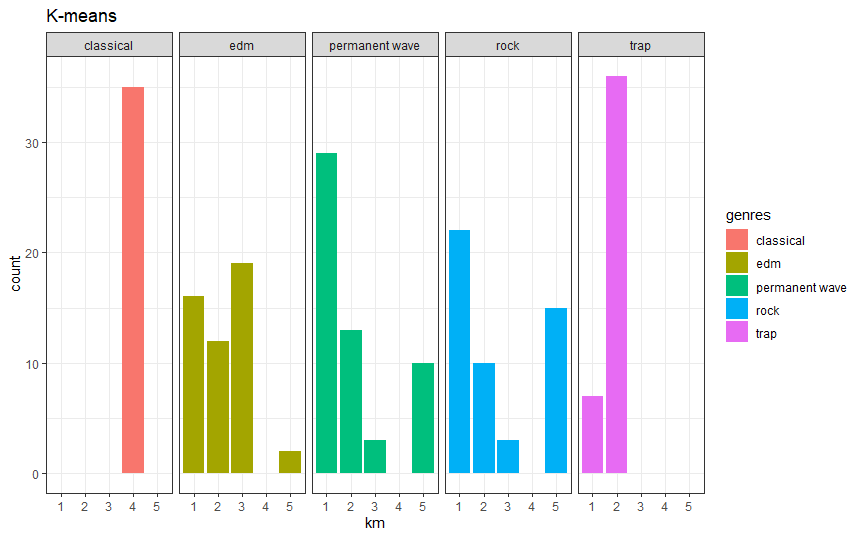 K-means
classical edm permanent wave rock trap
30
20
10
0
count
1 2 3 4 5 1 2 3 4 5 1 2 3 4 5 1 2 3 4 5 1 2 3 4 5
km
genres
classical
edm
permanent wave
rock
trap